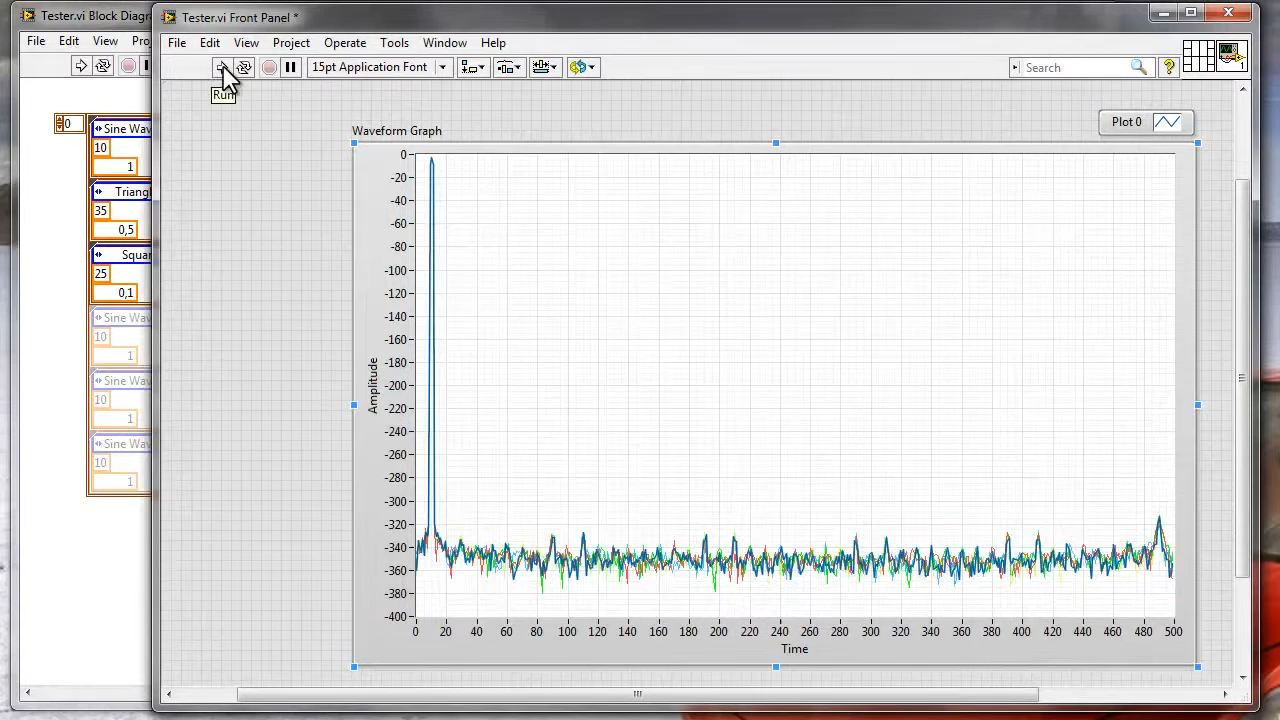 Tester.vi Block Diagra
Tester.vi Front Panel *
File Edit View Pro
File Edit View Project Operate Tools Window Help
15pt Application Font
Search
1
Run
0
Sine Wav
10
1
Triang
35
0,5
Squar
25
0,1
Sine Wav
10
1
Sine Wav
10
1
Sine Wav
10
1
Waveform Graph
Plot 0
0
-20
-40
-60
-80
-100
-120
-140
-160
-180
-200
-220
-240
-260
-280
-300
-320
-340
-360
-380
-400
Amplitude
0 20 40 60 80 100 120 140 160 180 200 220 240 260 280 300 320 340 360 380 400 420 440 460 480 500
Time